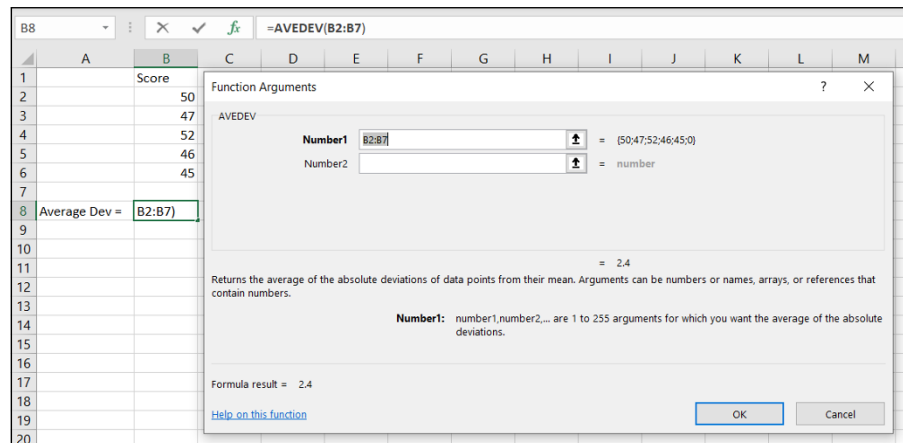 B8 fx =AVEDEV(B2:B7)
A B C D E F G H I J K L M
1 Score
2 50
3 47
4 52
5 46
6 45
7
8 Average Dev = B2:B7)
9
10
11
12
13
14
15
16
17
18
19
20
Function Arguments ? ×
AVEDEV
Number1 B2:B7 = {50;47;52;46;45;0}
Number2 = number
= 2.4
Returns the average of the absolute deviations of data points from their mean. Arguments can be numbers or names, arrays, or references that
contain numbers.
Number1: number1,number2,... are 1 to 255 arguments for which you want the average of the absolute
deviations.
Formula result = 2.4
Help on this function OK Cancel